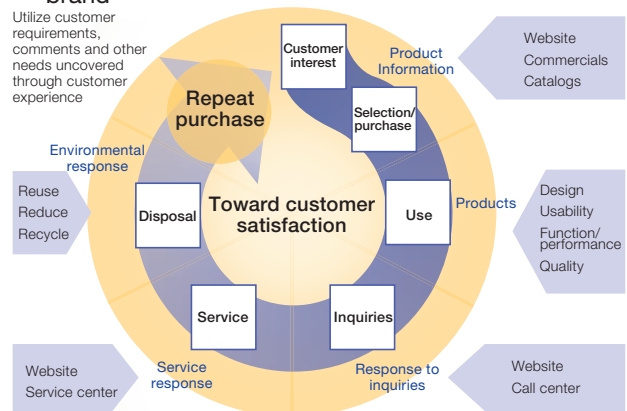 brand
Utilize customer
requirements,
comments and other
needs uncovered
through customer
experience
Customer
interest
Product
Information
Website
Commercials
Catalogs
Selection/
purchase
Repeat
purchase
Environmental
response
Reuse
Reduce
Recycle
Disposal
Toward customer
satisfaction
Use
Products
Design
Usability
Function/
performance
Quality
Service
Inquiries
Service
response
Response to
inquiries
Website
Service center
Website
Call center